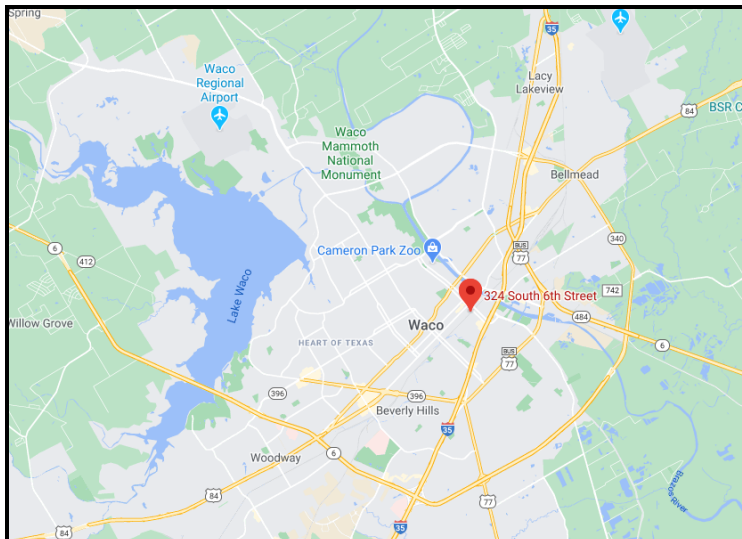 Spring
35
Lacy
Lakeview
Waco
Regional
Airport
84
BSR C
Waco
Mammoth
National
Monument
Bellmead
6
412
Cameron Park Zoo
BUS
77
340
Lake Waco
324 South 6th Street
742
Willow Grove
Waco
484
HEART OF TEXAS
6
BUS
77
396
396
Beverly Hills
35
Woodway
6
84
77
Brazos
River
84
35